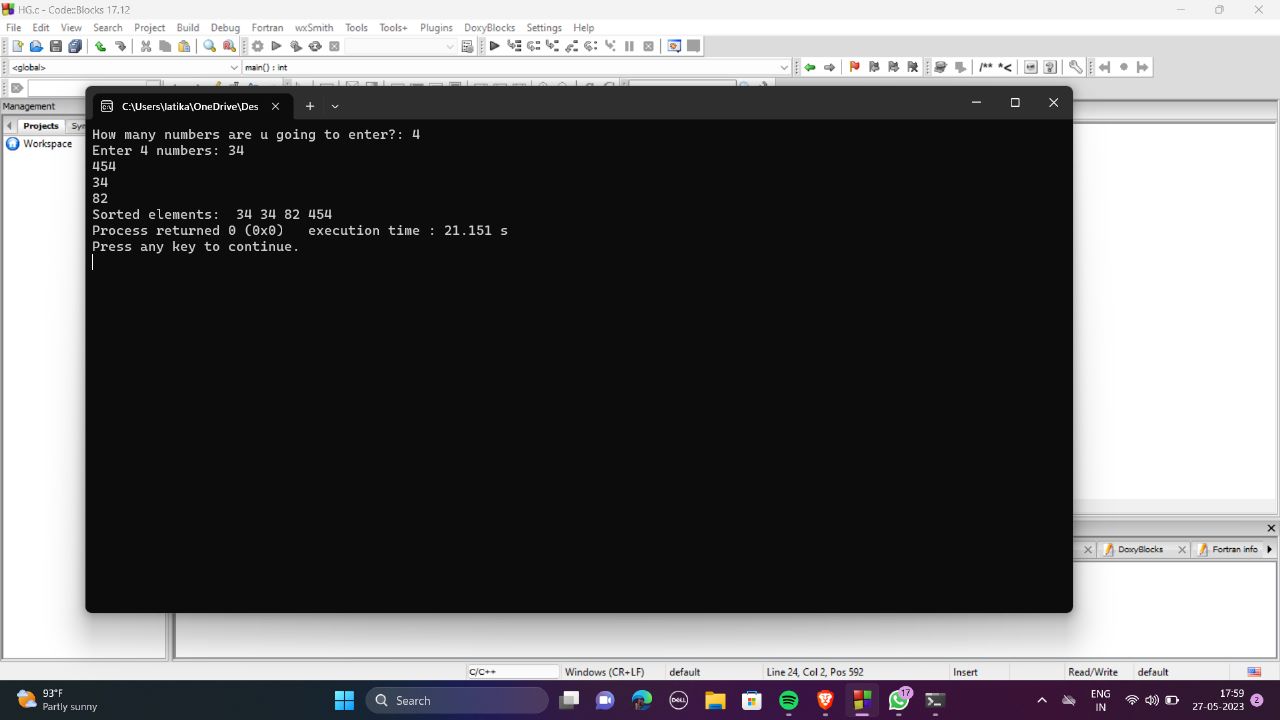 HG.c - Code::Blocks 17.12
File Edit View Search Project Build Debug Fortran wxSmith Tools Tools+ Plugins DoxyBlocks Settings Help
<global> main() : int
/** *<
Management
Projects
Workspace
C:\Users\latika\OneDrive\Des
How many numbers are u going to enter?: 4
Enter 4 numbers: 34
454
34
82
Sorted elements:  34 34 82 454
Process returned 0 (0x0)   execution time : 21.151 s
Press any key to continue.
DoxyBlocks Fortran info
C/C++ Windows (CR+LF) default Line 24, Col 2, Pos 592 Insert Read/Write default
93°F
Partly sunny
Search
DELL
17
ENG
IN
17:59
27-05-2023
2